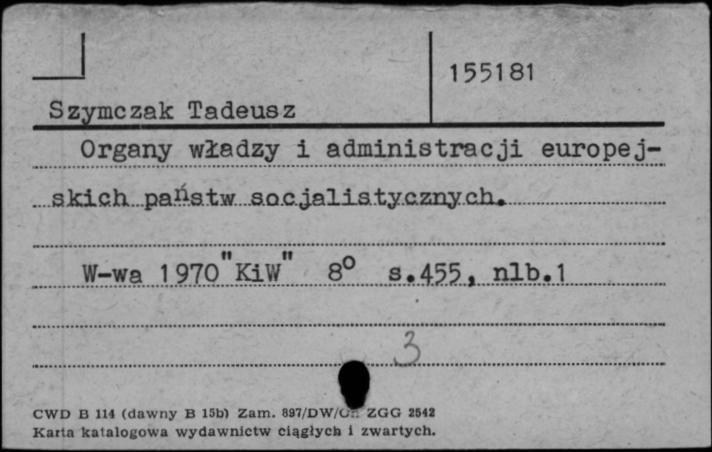 155181
Szymczak Tadeusz
Organy władzy i administracji europej-
skich państw socjalistycznych.
W-wa 1970 "KiW" 8° s.455, nlb.1
3
CWD B 114 (dawny B 15b) Zam. 897/DW/ ZGG 2542
Karta katalogowa wydawnictw ciągłych i zwartych.